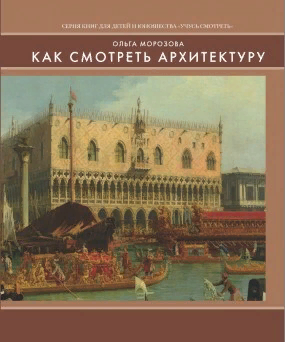 СЕРИЯ КНИГ ДЛЯ ДЕТЕЙ И ЮНОШЕСТВА «УЧУСЬ СМОТРЕТЬ»
ОЛЬГА МОРОЗОВА
КАК СМОТРЕТЬ АРХИТЕКТУРУ